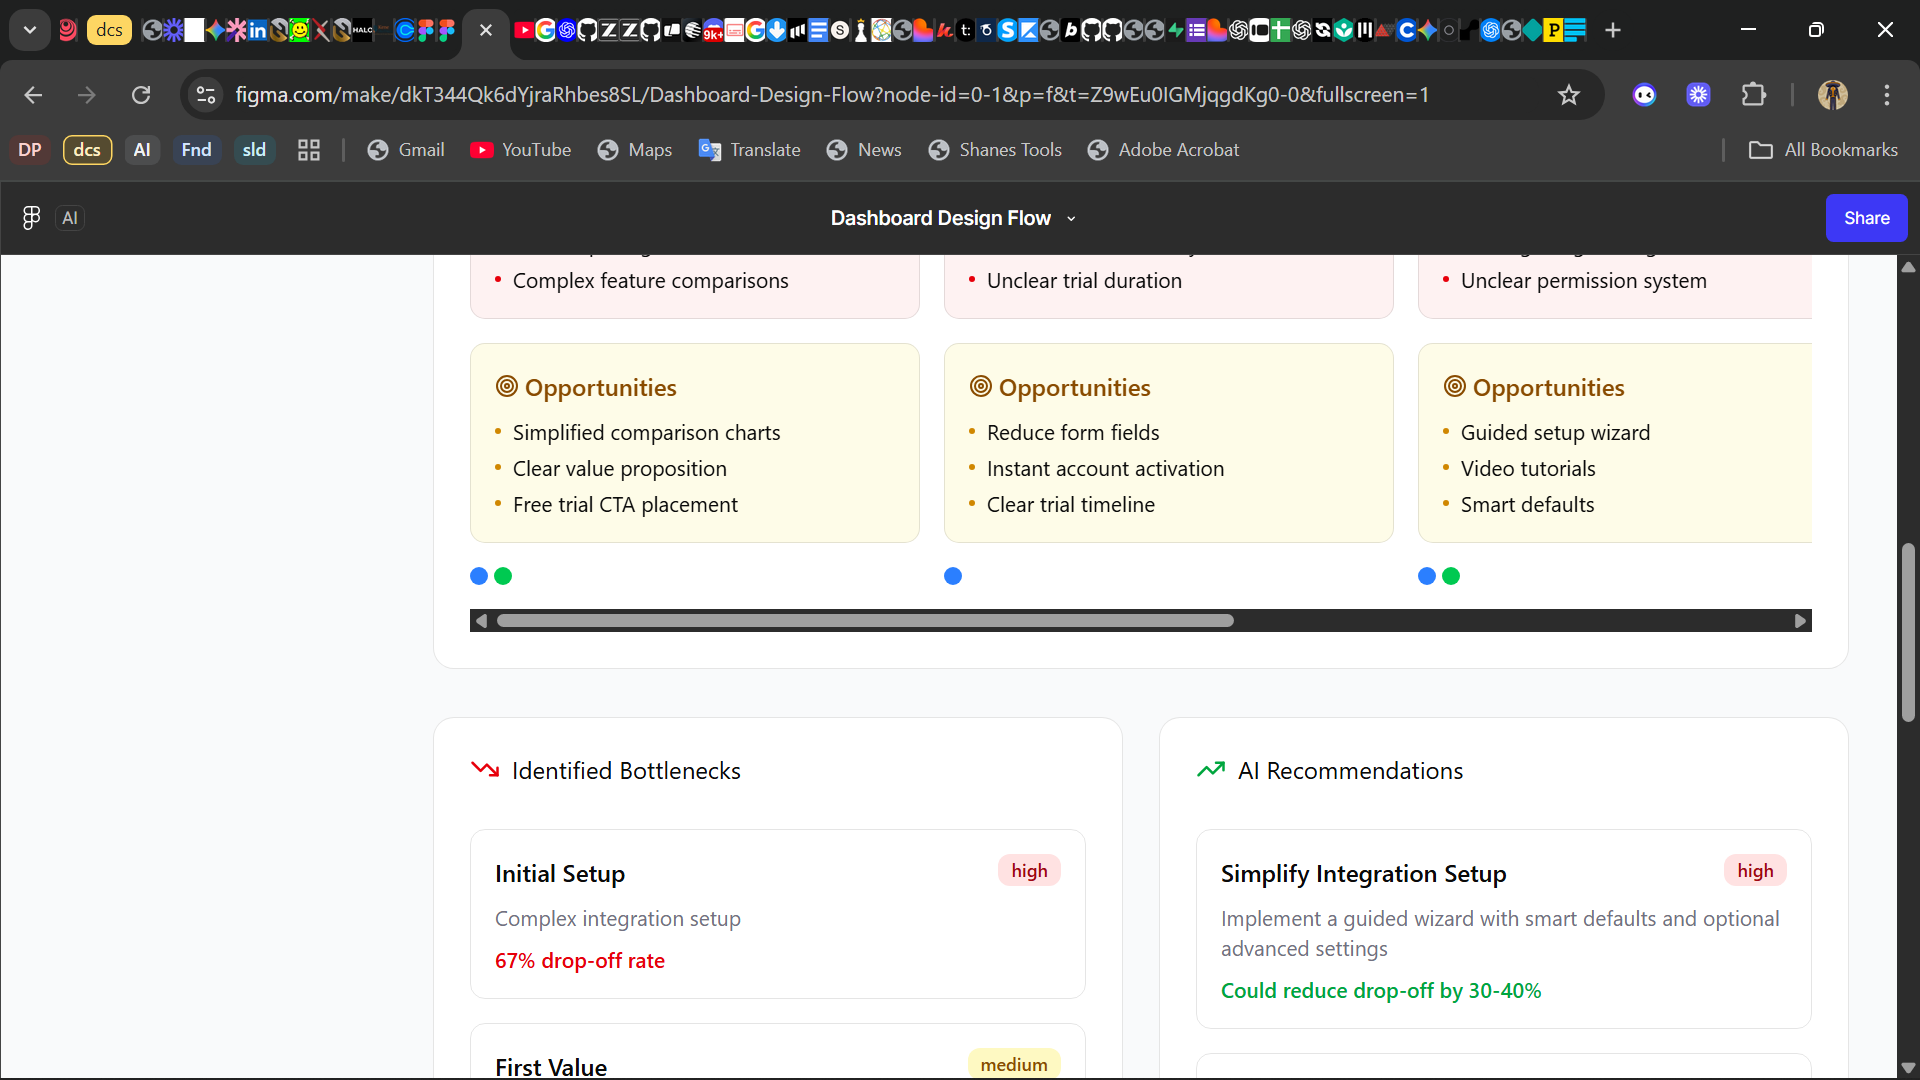 dcs
HALO
9k+
figma.com/make/dkT344Qk6dYjraRhbes8SL/Dashboard-Design-Flow?node-id=0-1&p=f&t=Z9wEu0IGMjqgdKg0-0&fullscreen=1
DP dcs AI Fnd sld Gmail YouTube Maps Translate News Shanes Tools Adobe Acrobat All Bookmarks
AI Dashboard Design Flow Share
• Complex feature comparisons
• Unclear trial duration
• Unclear permission system
Opportunities
• Simplified comparison charts
• Clear value proposition
• Free trial CTA placement
Opportunities
• Reduce form fields
• Instant account activation
• Clear trial timeline
Opportunities
• Guided setup wizard
• Video tutorials
• Smart defaults
Identified Bottlenecks
Initial Setup high
Complex integration setup
67% drop-off rate
First Value medium
AI Recommendations
Simplify Integration Setup high
Implement a guided wizard with smart defaults and optional
advanced settings
Could reduce drop-off by 30-40%